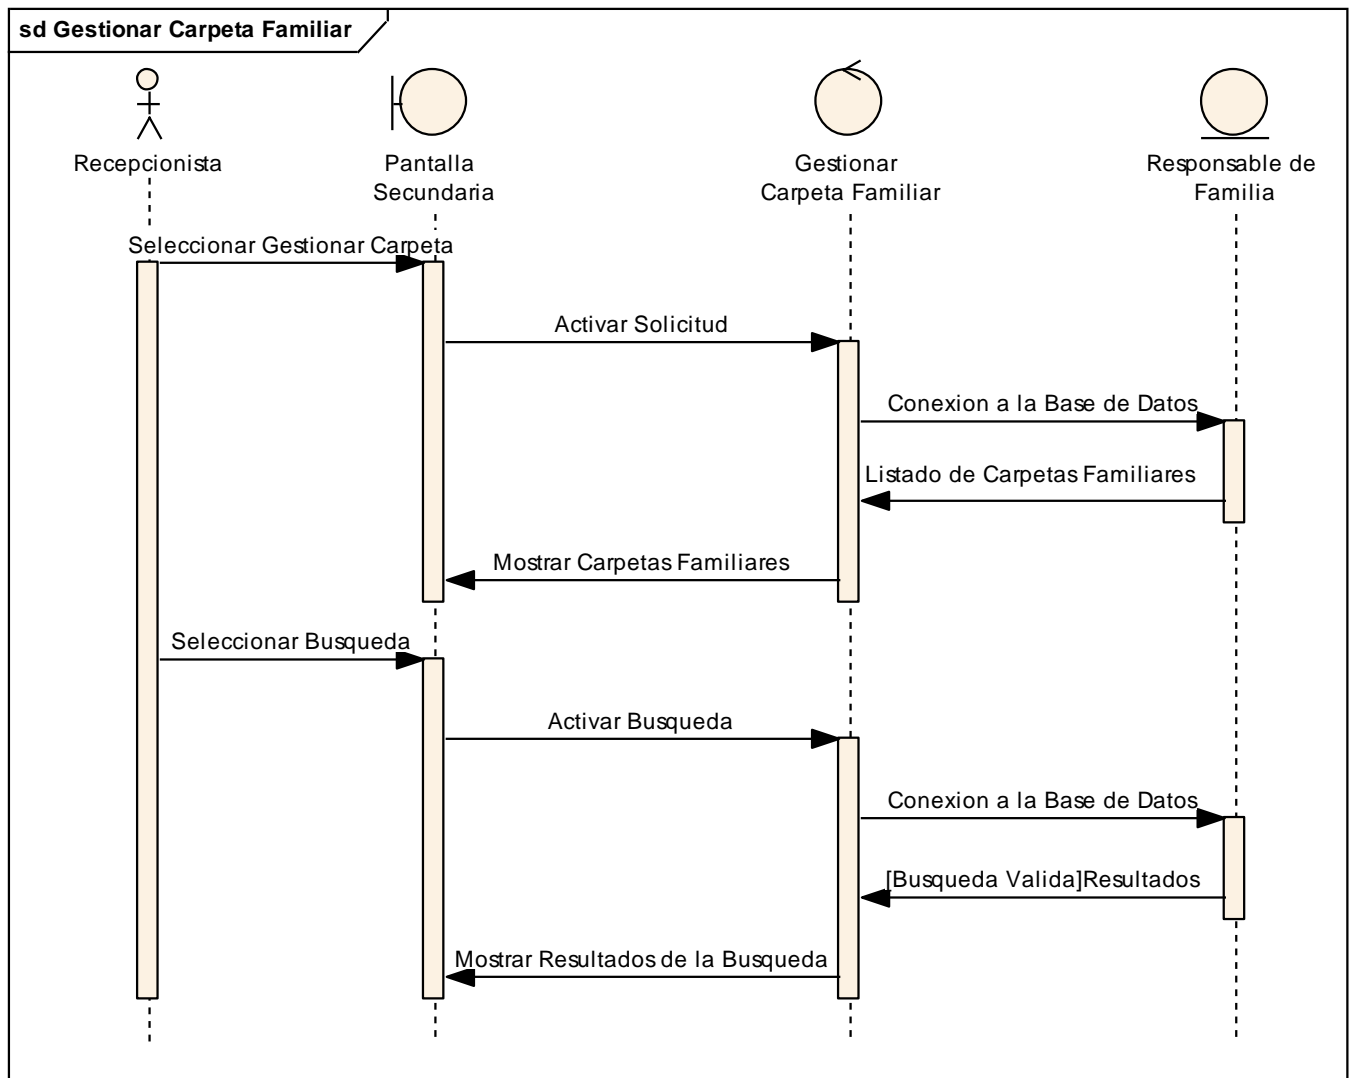 sd Gestionar Carpeta Familiar
Recepcionista
Pantalla
Secundaria
Gestionar
Carpeta Familiar
Responsable de
Familia
Seleccionar Gestionar Carpeta
Activar Solicitud
Conexion a la Base de Datos
Listado de Carpetas Familiares
Mostrar Carpetas Familiares
Seleccionar Busqueda
Activar Busqueda
Conexion a la Base de Datos
[Busqueda Valida]Resultados
Mostrar Resultados de la Busqueda